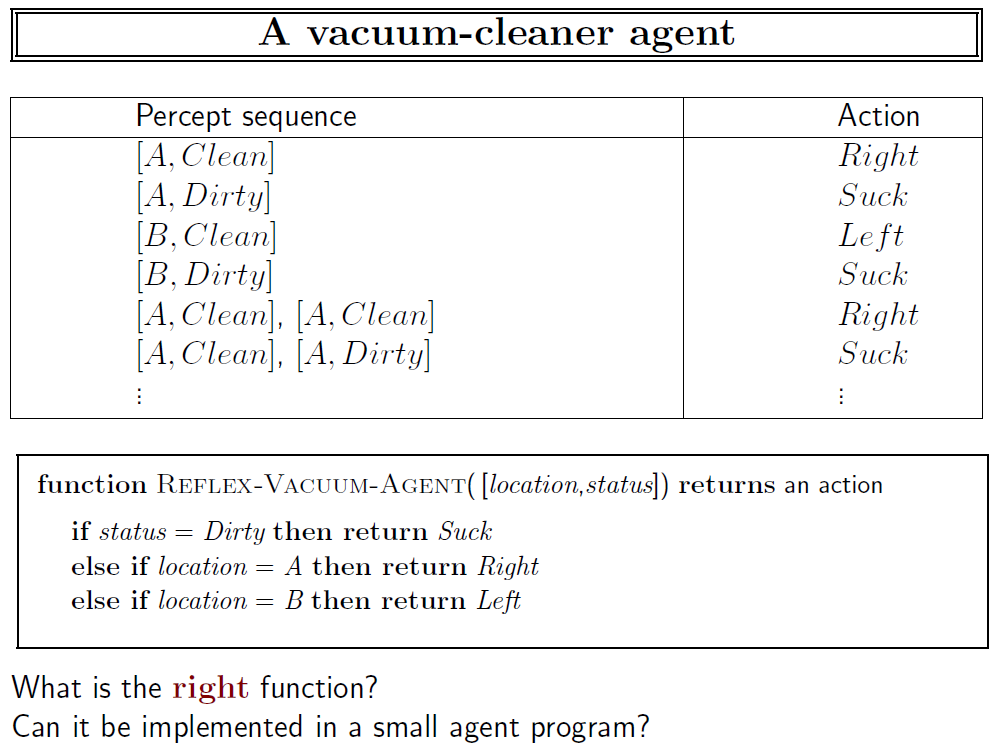 A vacuum-cleaner agent
Percept sequence Action
[A, Clean] Right
[A, Dirty] Suck
[B, Clean] Left
[B, Dirty] Suck
[A, Clean], [A, Clean] Right
[A, Clean], [A, Dirty] Suck
⋮ ⋮
function Reflex-Vacuum-Agent( [location,status]) returns an action
if status = Dirty then return Suck
else if location = A then return Right
else if location = B then return Left
What is the right function?
Can it be implemented in a small agent program?